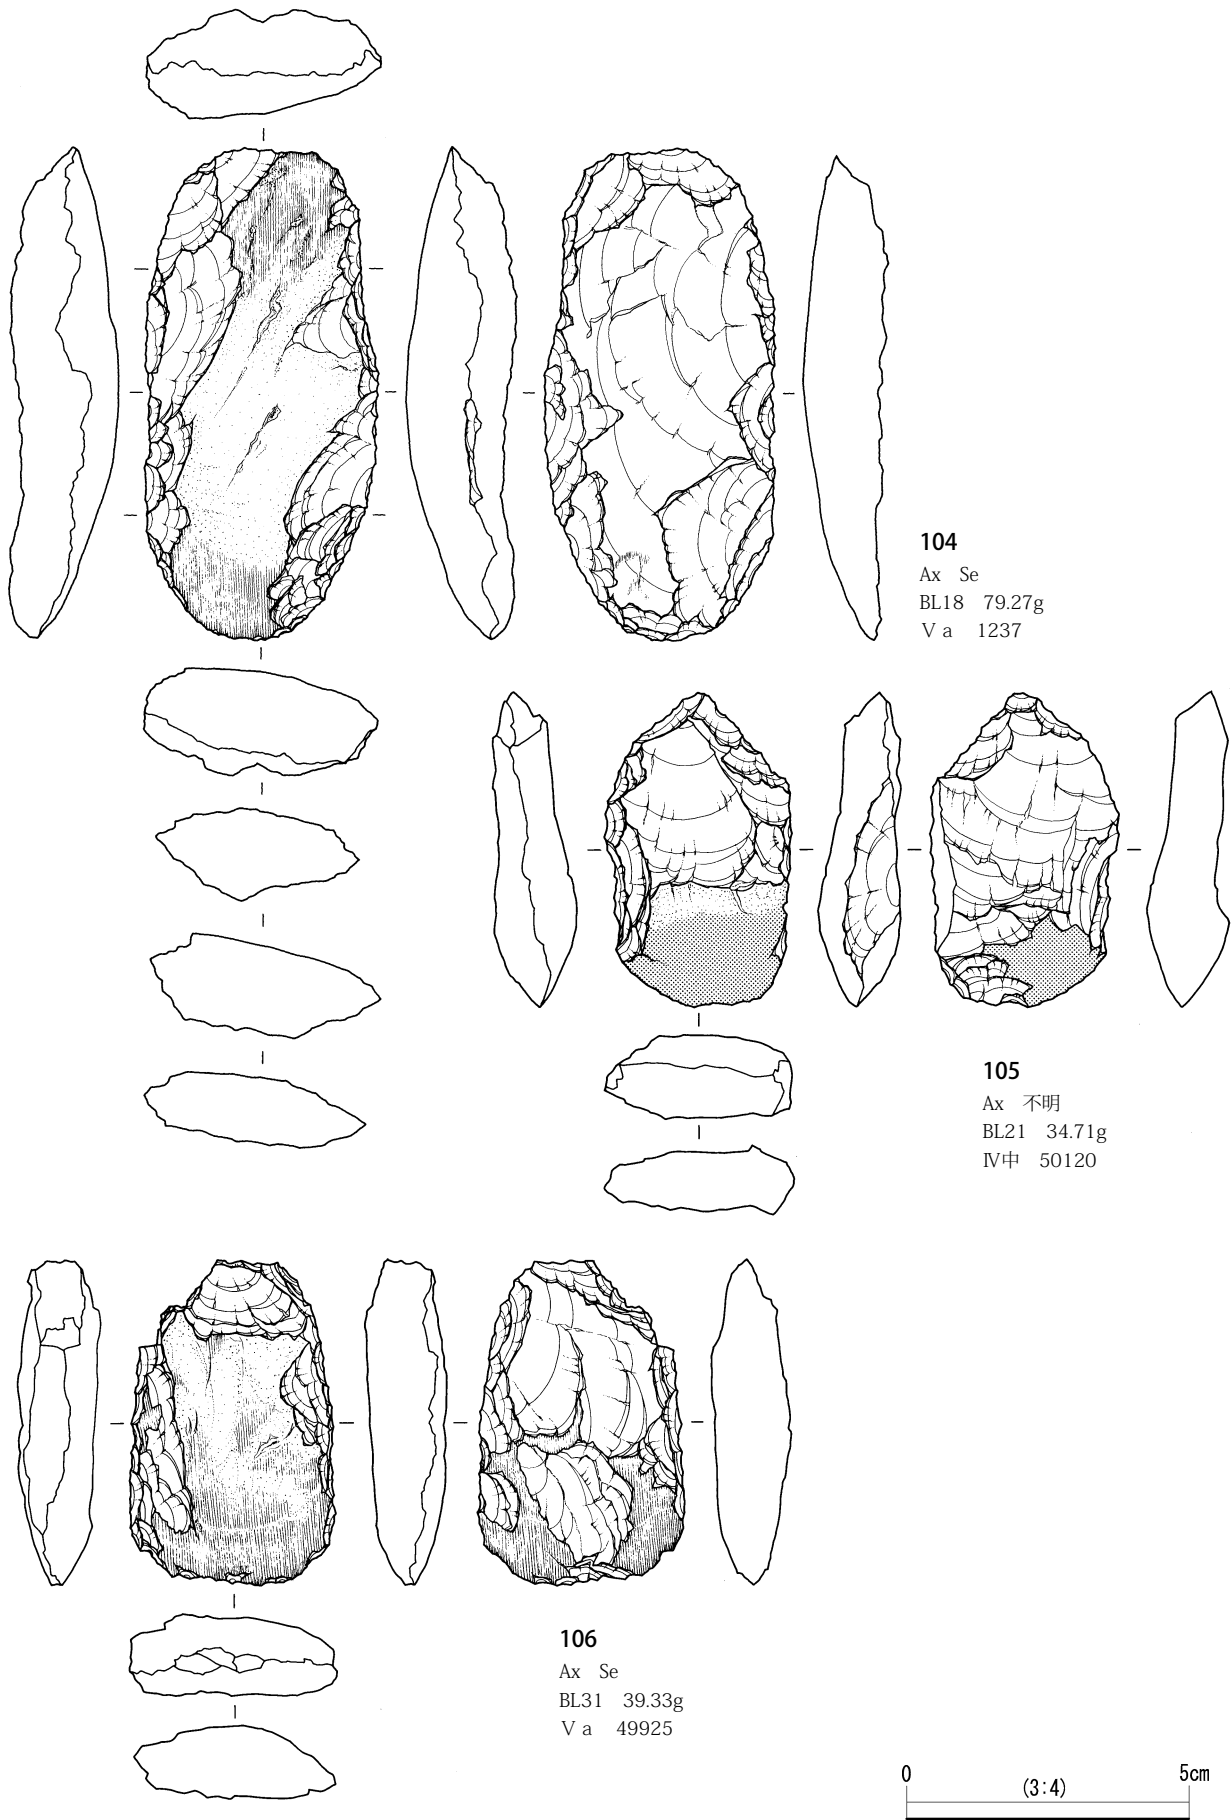 104
Ax Se
BL18 79.27g
Ⅴa 1237
105
Ax 不明
BL21 34.71g
Ⅳ中 50120
106
Ax Se
BL31 39.33g
Ⅴa 49925
0 (3:4) 5cm